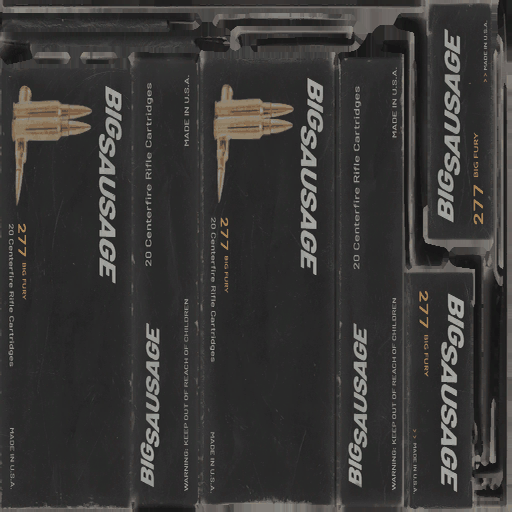 BIGSAUSAGE
277 BIG FURY
20 Centerfire Rifle Cartridges
MADE IN U.S.A.
20 Centerfire Rifle Cartridges
MADE IN U.S.A.
BIGSAUSAGE
WARNING: KEEP OUT OF REACH OF CHILDREN
BIGSAUSAGE
277 BIG FURY
20 Centerfire Rifle Cartridges
MADE IN U.S.A.
20 Centerfire Rifle Cartridges
MADE IN U.S.A.
BIGSAUSAGE
WARNING: KEEP OUT OF REACH OF CHILDREN
BIGSAUSAGE
277 BIG FURY
>> MADE IN U.S.A.
BIGSAUSAGE
277 BIG FURY
>> MADE IN U.S.A.